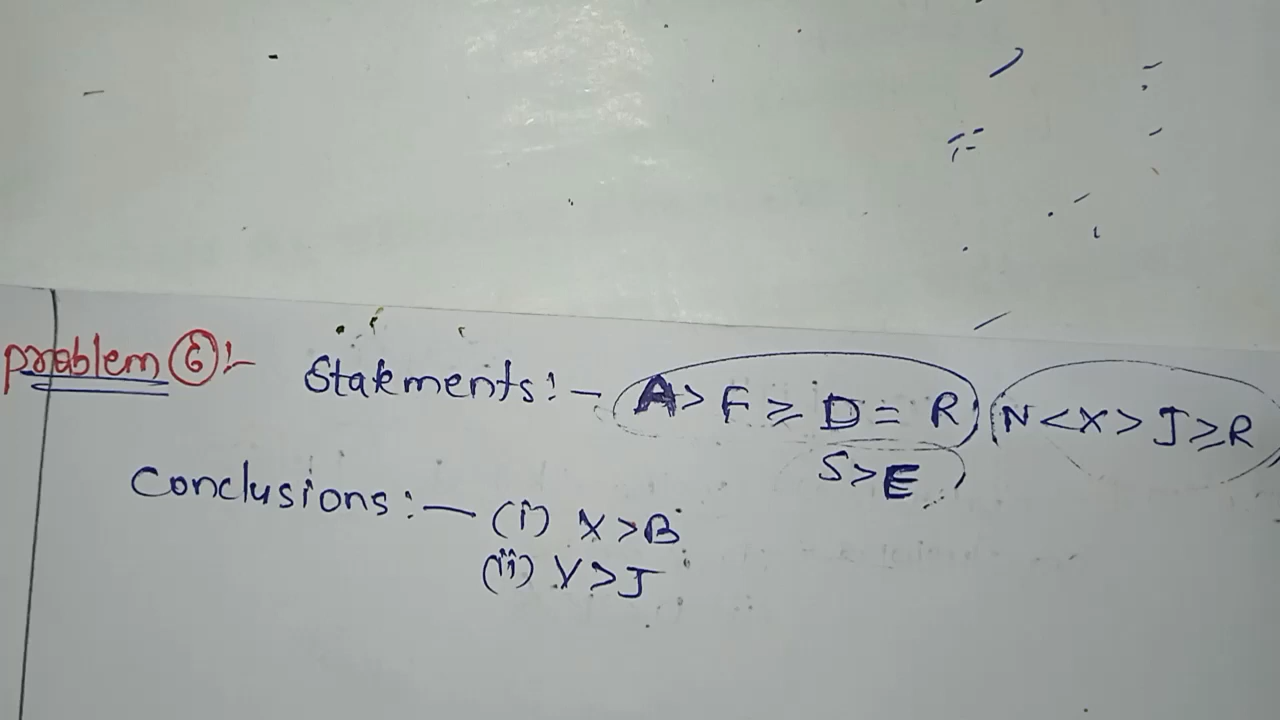 problem 6:- Statements:- A > F ≥ D = R, N < X > J ≥ R
S > E
Conclusions:- (i) X > B
(ii) Y > J